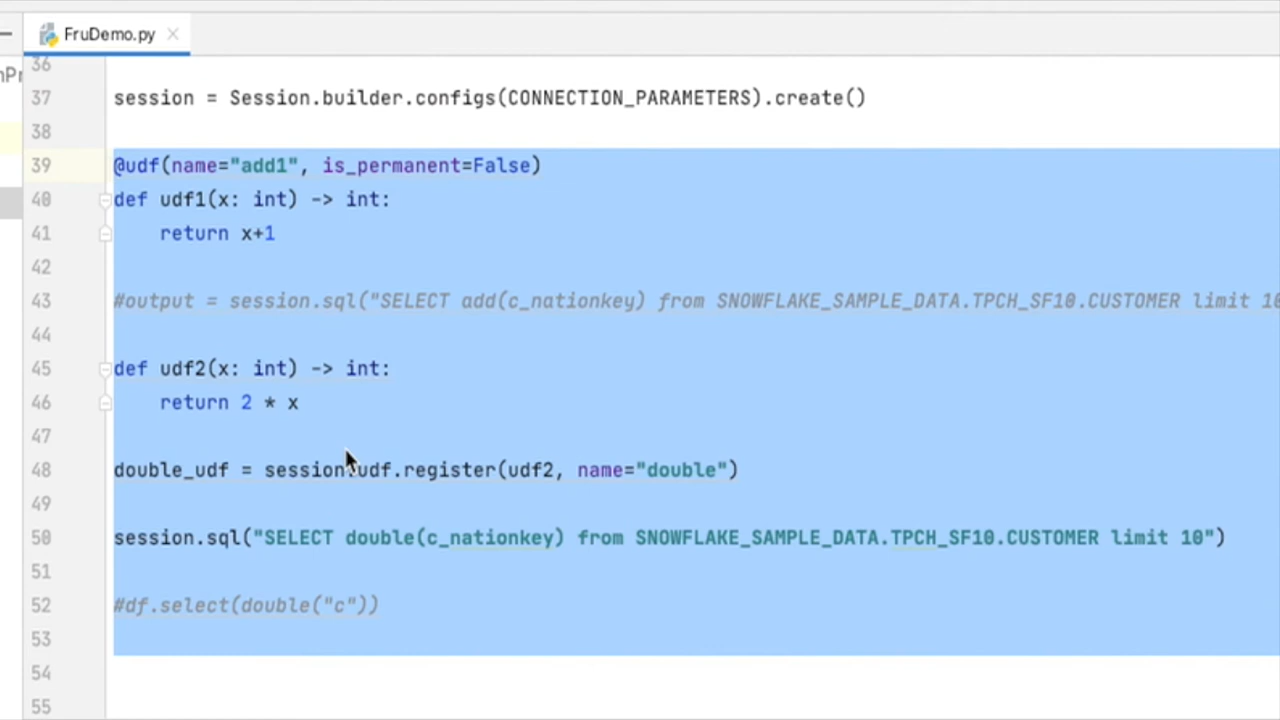 FruDemo.py
nPr
36
37 session = Session.builder.configs(CONNECTION_PARAMETERS).create()
38
39 @udf(name="add1", is_permanent=False)
40 def udf1(x: int) -> int:
41     return x+1
42
43 #output = session.sql("SELECT add(c_nationkey) from SNOWFLAKE_SAMPLE_DATA.TPCH_SF10.CUSTOMER limit 10
44
45 def udf2(x: int) -> int:
46     return 2 * x
47
48 double_udf = session.udf.register(udf2, name="double")
49
50 session.sql("SELECT double(c_nationkey) from SNOWFLAKE_SAMPLE_DATA.TPCH_SF10.CUSTOMER limit 10")
51
52 #df.select(double("c"))
53
54
55